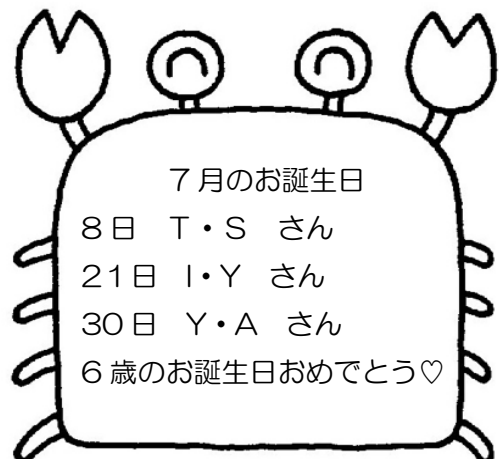 ７月のお誕生日
８日　Ｔ・Ｓ　さん
２１日　Ｉ・Ｙ　さん
３０日　Ｙ・Ａ　さん
６歳のお誕生日おめでとう♡